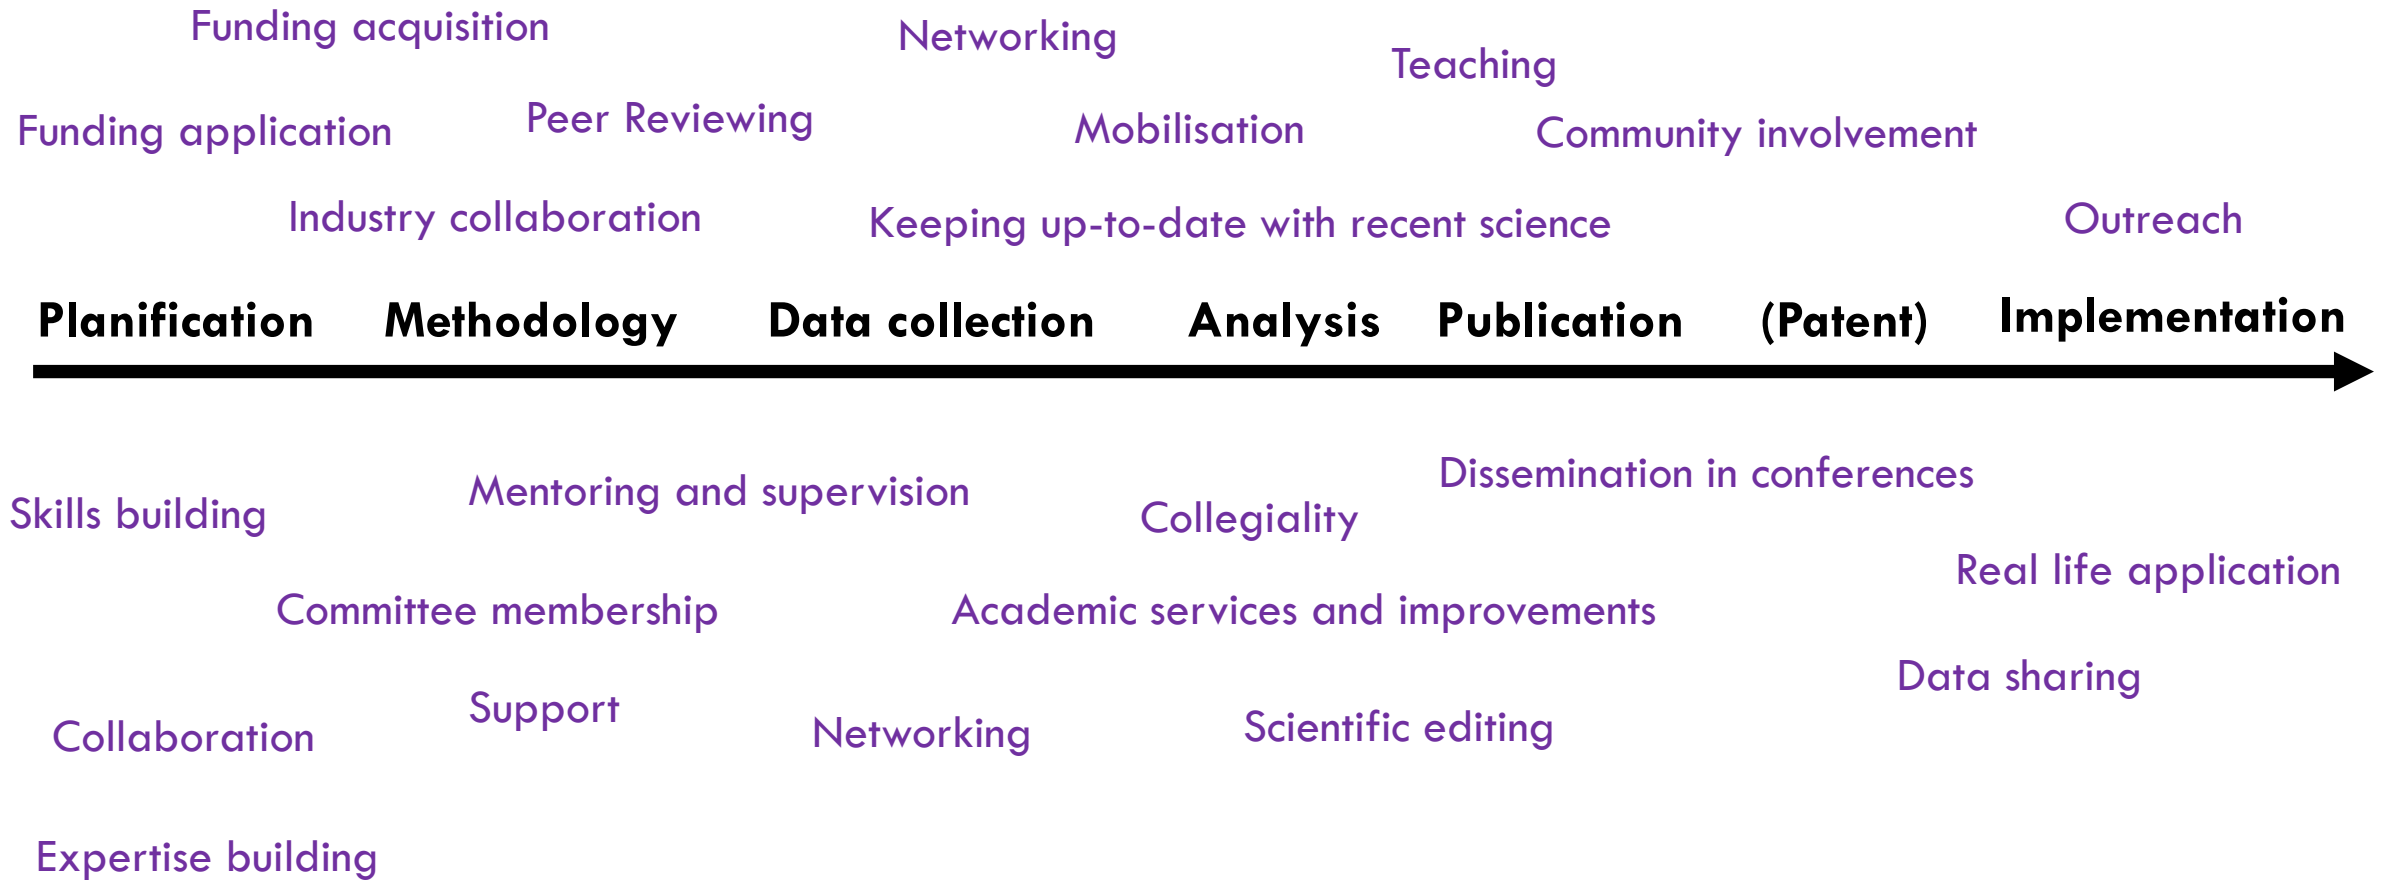 Funding acquisition
Networking
Teaching
Funding application
Peer Reviewing
Mobilisation
Community involvement
Industry collaboration
Keeping up-to-date with recent science
Outreach
Planification
Methodology
Data collection
Analysis
Publication
(Patent)
Implementation
Skills building
Mentoring and supervision
Collegiality
Dissemination in conferences
Real life application
Committee membership
Academic services and improvements
Data sharing
Collaboration
Support
Networking
Scientific editing
Expertise building